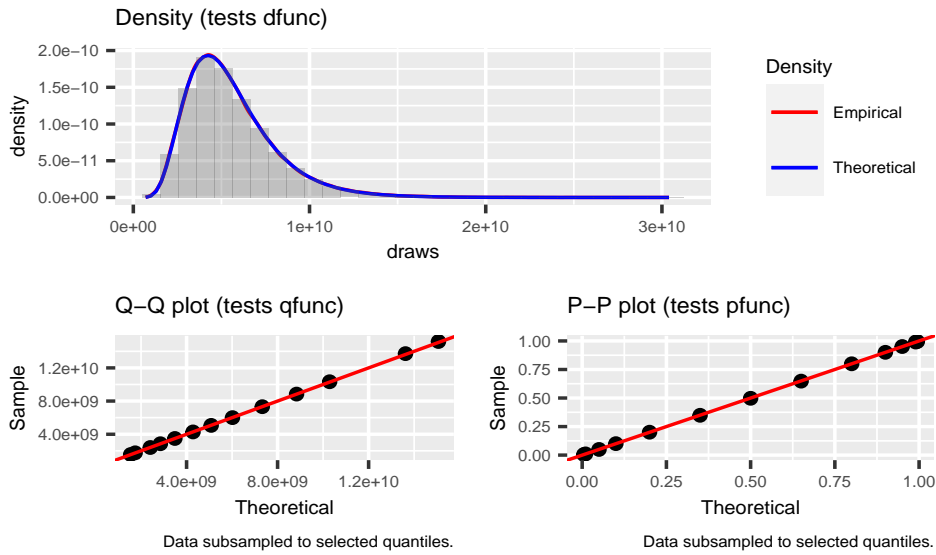 Density (tests dfunc)
density
2.0e−10
1.5e−10
1.0e−10
5.0e−11
0.0e+00
0e+00 1e+10 2e+10 3e+10
draws
Density
Empirical
Theoretical
Q−Q plot (tests qfunc)
Sample
1.2e+10
8.0e+09
4.0e+09
4.0e+09 8.0e+09 1.2e+10
Theoretical
Data subsampled to selected quantiles.
P−P plot (tests pfunc)
Sample
1.00
0.75
0.50
0.25
0.00
0.00 0.25 0.50 0.75 1.00
Theoretical
Data subsampled to selected quantiles.